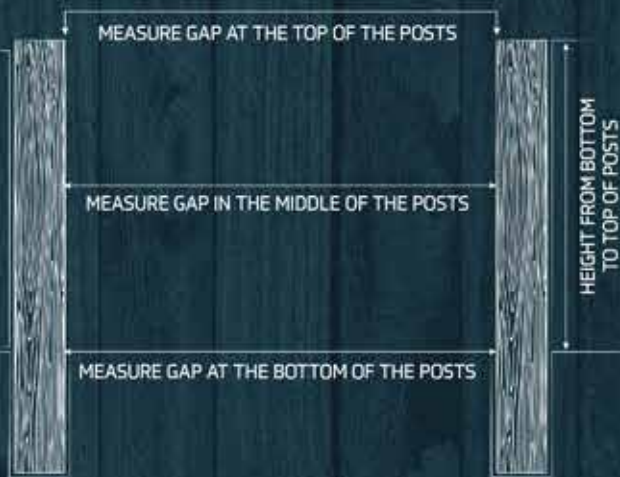 MEASURE GAP AT THE TOP OF THE POSTS
MEASURE GAP IN THE MIDDLE OF THE POSTS
MEASURE GAP AT THE BOTTOM OF THE POSTS
HEIGHT FROM BOTTOM
TO TOP OF POSTS